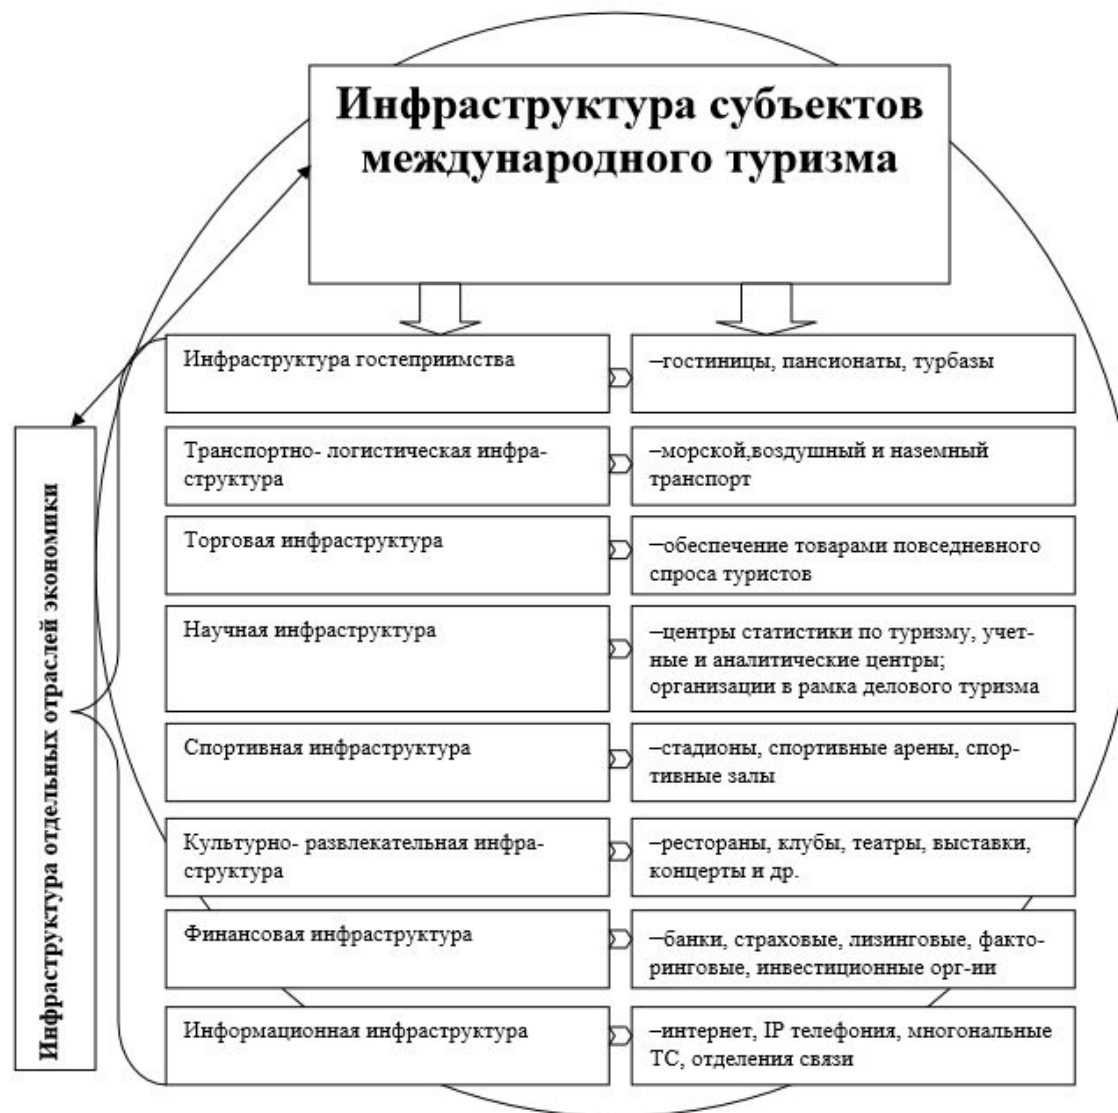 Инфраструктура субъектов
международного туризма
Инфраструктура отдельных отраслей экономики
Инфраструктура гостеприимства
–гостиницы, пансионаты, турбазы
Транспортно- логистическая инфра-
структура
–морской,воздушный и наземный
транспорт
Торговая инфраструктура
–обеспечение товарами повседневного
спроса туристов
Научная инфраструктура
–центры статистики по туризму, учет-
ные и аналитические центры;
организации в рамка делового туризма
Спортивная инфраструктура
–стадионы, спортивные арены, спор-
тивные залы
Культурно- развлекательная инфра-
структура
–рестораны, клубы, театры, выставки,
концерты и др.
Финансовая инфраструктура
–банки, страховые, лизинговые, факто-
ринговые, инвестиционные орг-ии
Информационная инфраструктура
–интернет, IP телефония, многональные
ТС, отделения связи